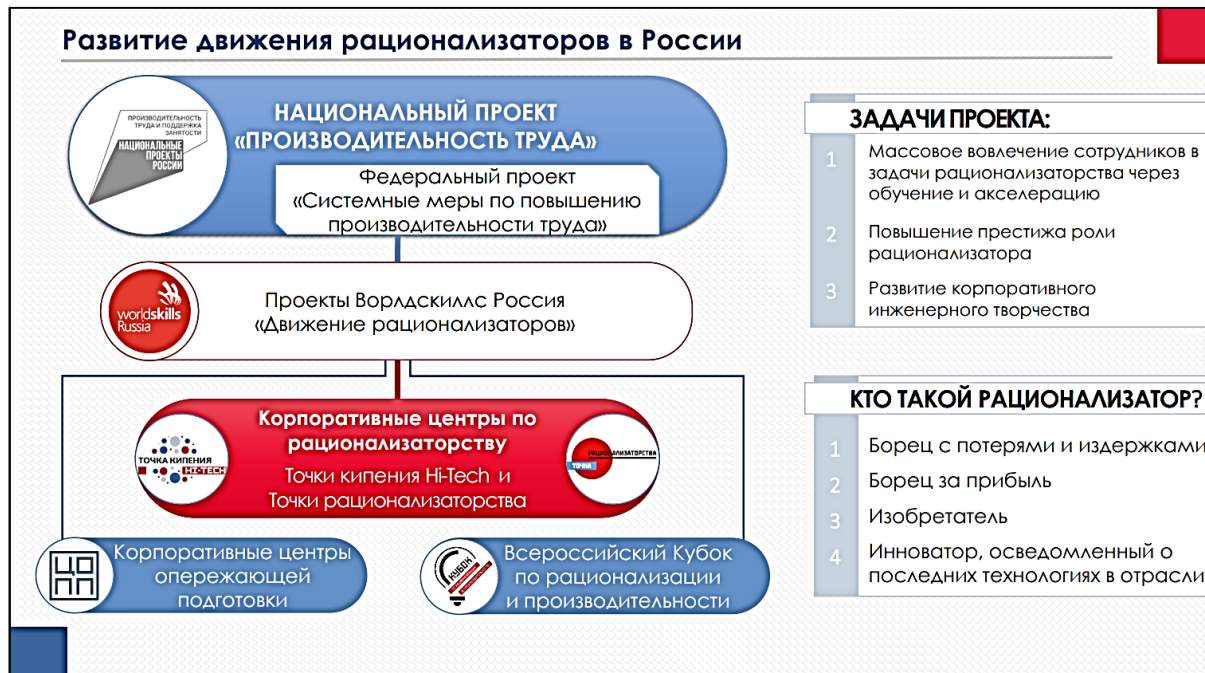 Развитие движения рационализаторов в России
ПРОИЗВОДИТЕЛЬНОСТЬ
ТРУДА И ПОДДЕРЖКА
ЗАНЯТОСТИ
НАЦИОНАЛЬНЫЕ
ПРОЕКТЫ
РОССИИ
НАЦИОНАЛЬНЫЙ ПРОЕКТ
«ПРОИЗВОДИТЕЛЬНОСТЬ ТРУДА»
Федеральный проект
«Системные меры по повышению
производительности труда»
worldskills
Russia
Проекты Ворлдскиллс Россия
«Движение рационализаторов»
Корпоративные центры по
рационализаторству
Точки кипения Hi-Tech и
Точки рационализаторства
ТОЧКА КИПЕНИЯ
HI-TECH
РАЦИОНАЛИЗАТОРСТВА
ТОЧКА
ЦО
ПП
Корпоративные центры
опережающей
подготовки
КУБОК
Всероссийский Кубок
по рационализации
и производительности
ЗАДАЧИ ПРОЕКТА:
1 Массовое вовлечение сотрудников в
задачи рационализаторства через
обучение и акселерацию
2 Повышение престижа роли
рационализатора
3 Развитие корпоративного
инженерного творчества
КТО ТАКОЙ РАЦИОНАЛИЗАТОР?
1 Борец с потерями и издержками
2 Борец за прибыль
3 Изобретатель
4 Инноватор, осведомленный о
последних технологиях в отрасли